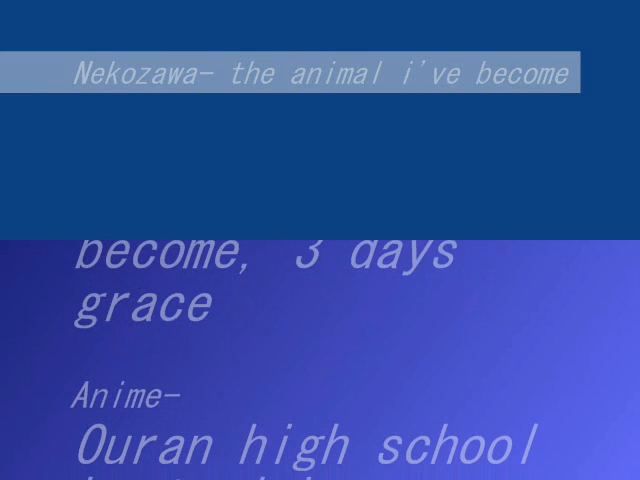 Nekozawa- the animal i've become
become, 3 days
grace
Anime-
Ouran high school